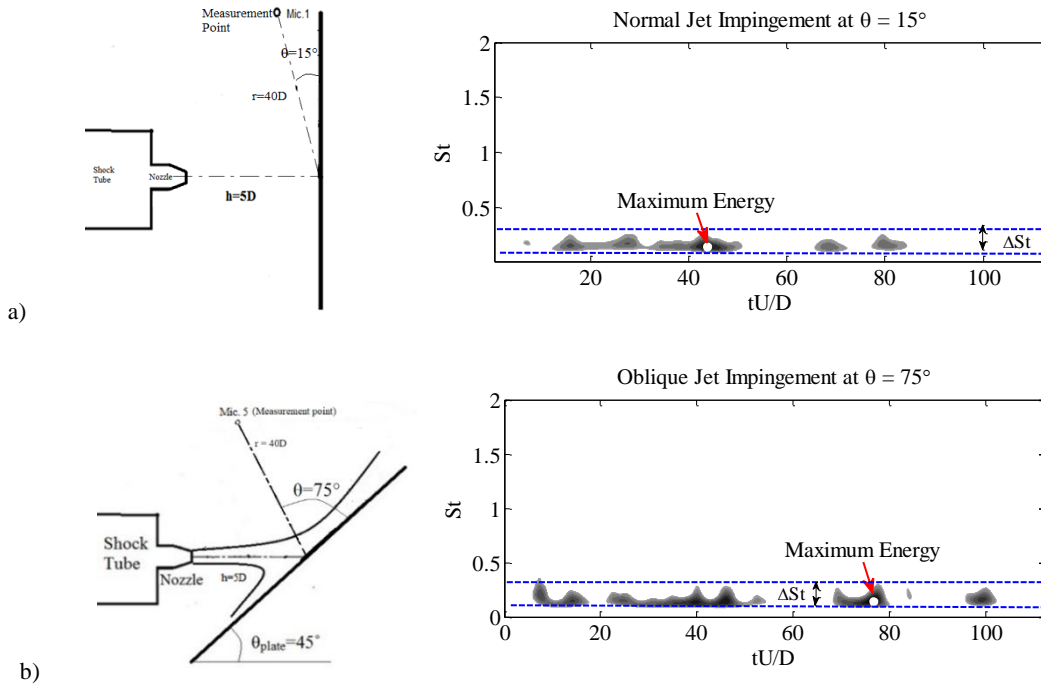 Measurement
Point
Mic.1
θ=15°
r=40D
Shock
Tube
Nozzle
h=5D
a)
Normal Jet Impingement at θ = 15°
2
1.5
1
0.5
St
Maximum Energy
ΔSt
20
40
60
80
100
tU/D
Mic. 5 (Measurement point)
r = 40D
θ=75°
Shock
Tube
Nozzle
h=5D
θplate=45°
b)
Oblique Jet Impingement at θ = 75°
2
1.5
1
0.5
0
St
Maximum Energy
ΔSt
0
20
40
60
80
100
tU/D